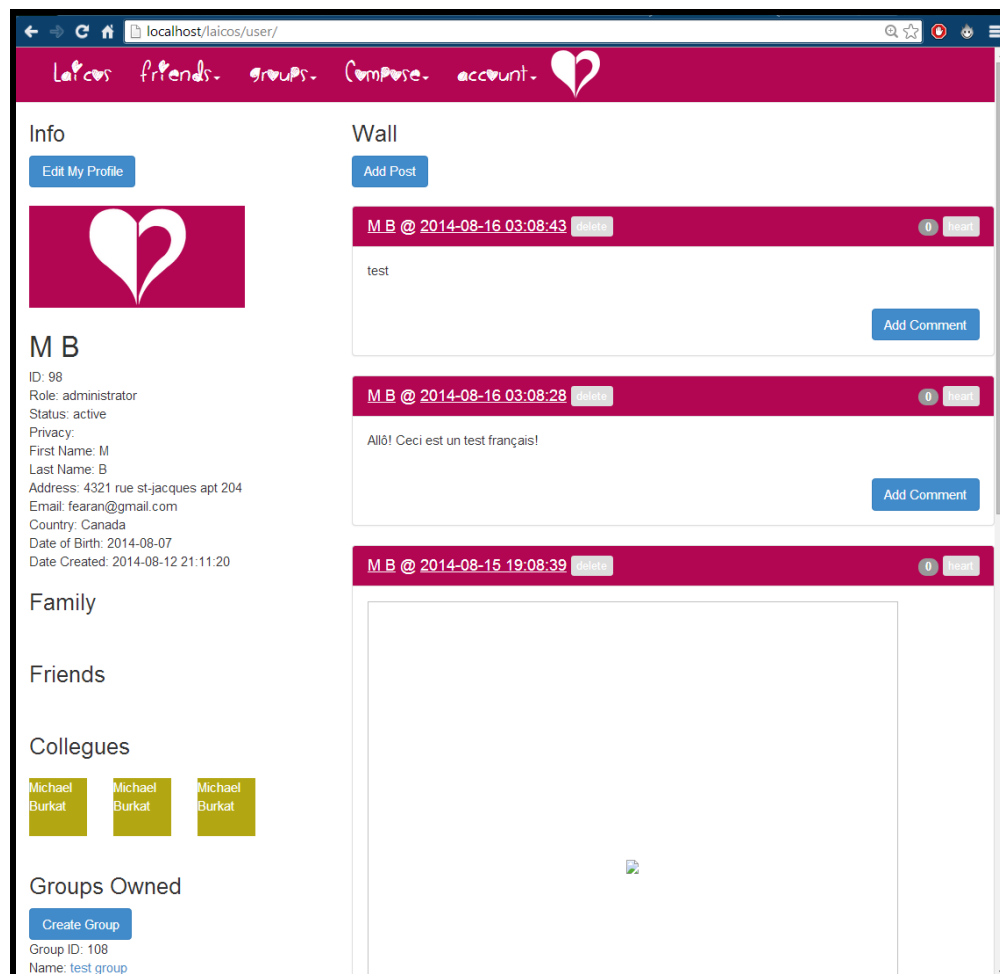 localhost/laicos/user/
Laicos friends groups Compose account
Info
Edit My Profile
M B
ID: 98
Role: administrator
Status: active
Privacy:
First Name: M
Last Name: B
Address: 4321 rue st-jacques apt 204
Email: fearan@gmail.com
Country: Canada
Date of Birth: 2014-08-07
Date Created: 2014-08-12 21:11:20
Family
Friends
Collegues
Michael Michael Michael
Burkat Burkat Burkat
Groups Owned
Create Group
Group ID: 108
Name: test group
Wall
Add Post
M B @ 2014-08-16 03:08:43 delete 0 heart
test
Add Comment
M B @ 2014-08-16 03:08:28 delete 0 heart
Allô! Ceci est un test français!
Add Comment
M B @ 2014-08-15 19:08:39 delete 0 heart